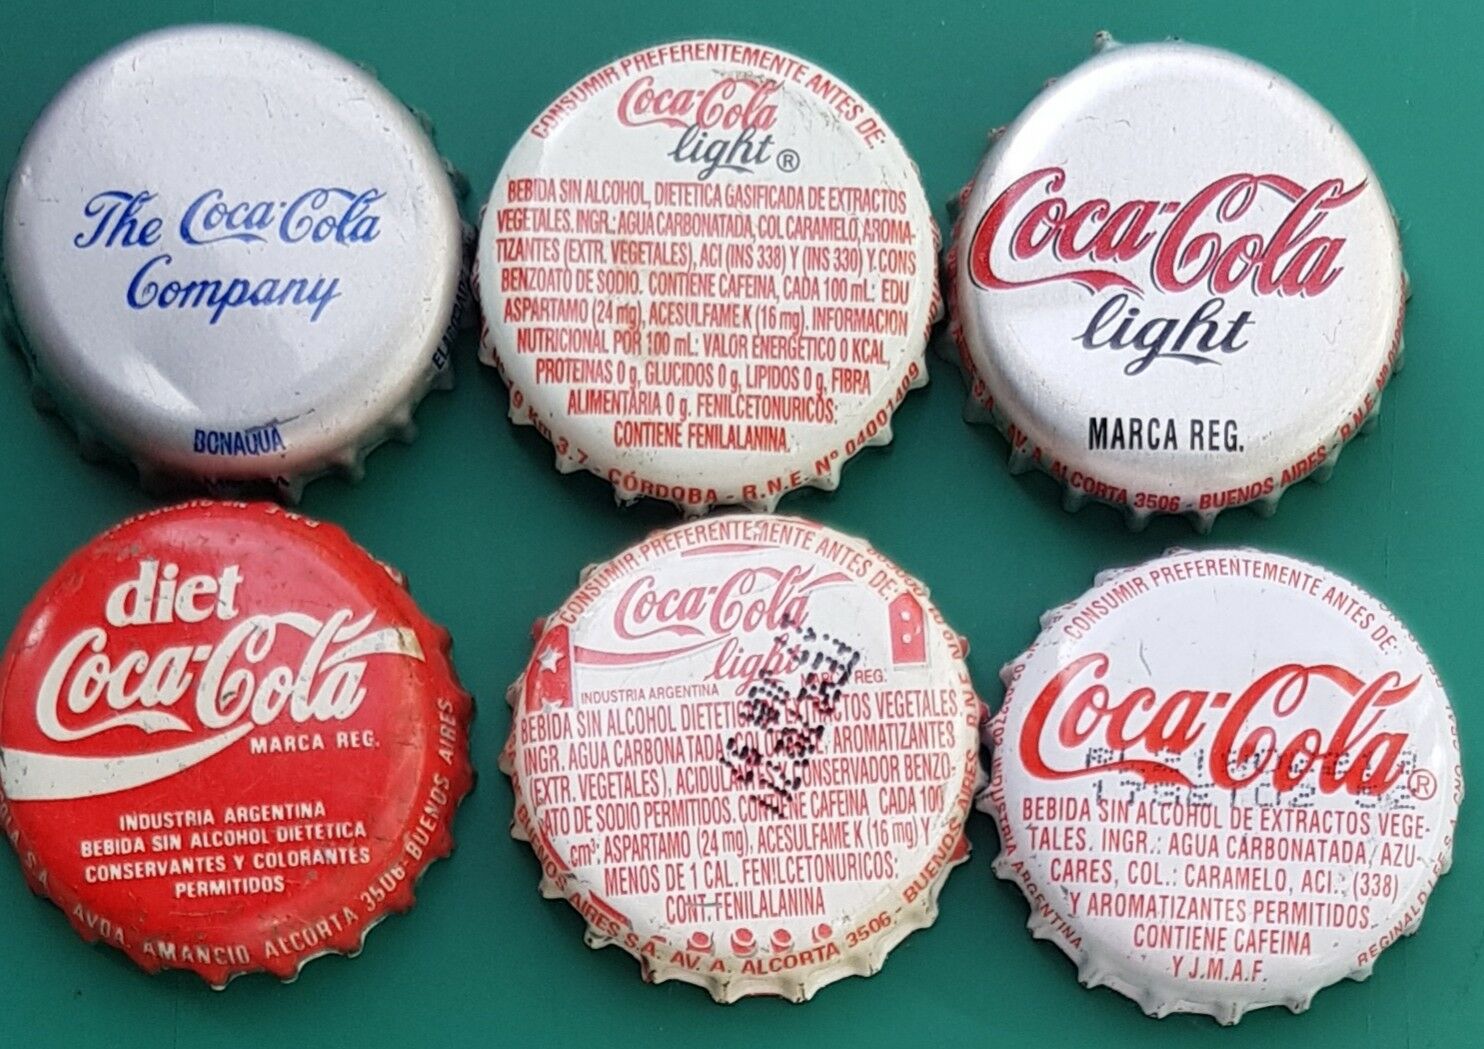 The Coca-Cola
Company
BONAQUA
CONSUMIR PREFERENTEMENTE ANTES DE:
Coca-Cola
light ®
BEBIDA SIN ALCOHOL, DIETETICA GASIFICADA DE EXTRACTOS
VEGETALES. INGR.: AGUA CARBONATADA, COL CARAMELO, AROMA-
TIZANTES (EXTR. VEGETALES), ACI (INS 338) Y (INS 330) Y CONS
BENZOATO DE SODIO. CONTIENE CAFEINA, CADA 100 mL: EDU
ASPARTAMO (24 mg), ACESULFAME K (16 mg). INFORMACION
NUTRICIONAL POR 100 mL: VALOR ENERGETICO 0 KCAL,
PROTEINAS 0 g, GLUCIDOS 0 g, LIPIDOS 0 g, FIBRA
ALIMENTARIA 0 g. FENILCETONURICOS:
CONTIENE FENILALANINA.
Km 3.7 - CÓRDOBA - R.N.E. Nº 04001409
Coca-Cola
light
MARCA REG.
AV. A. ALCORTA 3506 - BUENOS AIRES - R.N.E.
diet
Coca-Cola
MARCA REG.
INDUSTRIA ARGENTINA
BEBIDA SIN ALCOHOL DIETETICA
CONSERVANTES Y COLORANTES
PERMITIDOS
AVDA. AMANCIO ALCORTA 3506 - BUENOS AIRES
CONSUMIR PREFERENTEMENTE ANTES DE:
Coca-Cola
light
INDUSTRIA ARGENTINA REG.
BEBIDA SIN ALCOHOL VEGETALES
INGR. AGUA CARBONATADA AROMATIZANTES
(EXTR. VEGETALES), CONSERVADOR BENZO-
ATO DE SODIO PERMITIDOS. CONTIENE CAFEINA CADA 100
cm³: ASPARTAMO (24 mg), ACESULFAME K (16 mg) Y
MENOS DE 1 CAL. FENILCETONURICOS:
CONT. FENILALANINA
BUENOS AIRES S.A. AV. A. ALCORTA 3506 - BUENOS AIRES
CONSUMIR PREFERENTEMENTE ANTES DE:
Coca-Cola ®
BEBIDA SIN ALCOHOL DE EXTRACTOS VEGE-
TALES. INGR.: AGUA CARBONATADA, AZU-
CARES, COL.: CARAMELO, ACI., (338)
Y AROMATIZANTES PERMITIDOS.
CONTIENE CAFEINA
Y J.M.A.F.
INDUSTRIA ARGENTINA
REGINALD LEE S.A.